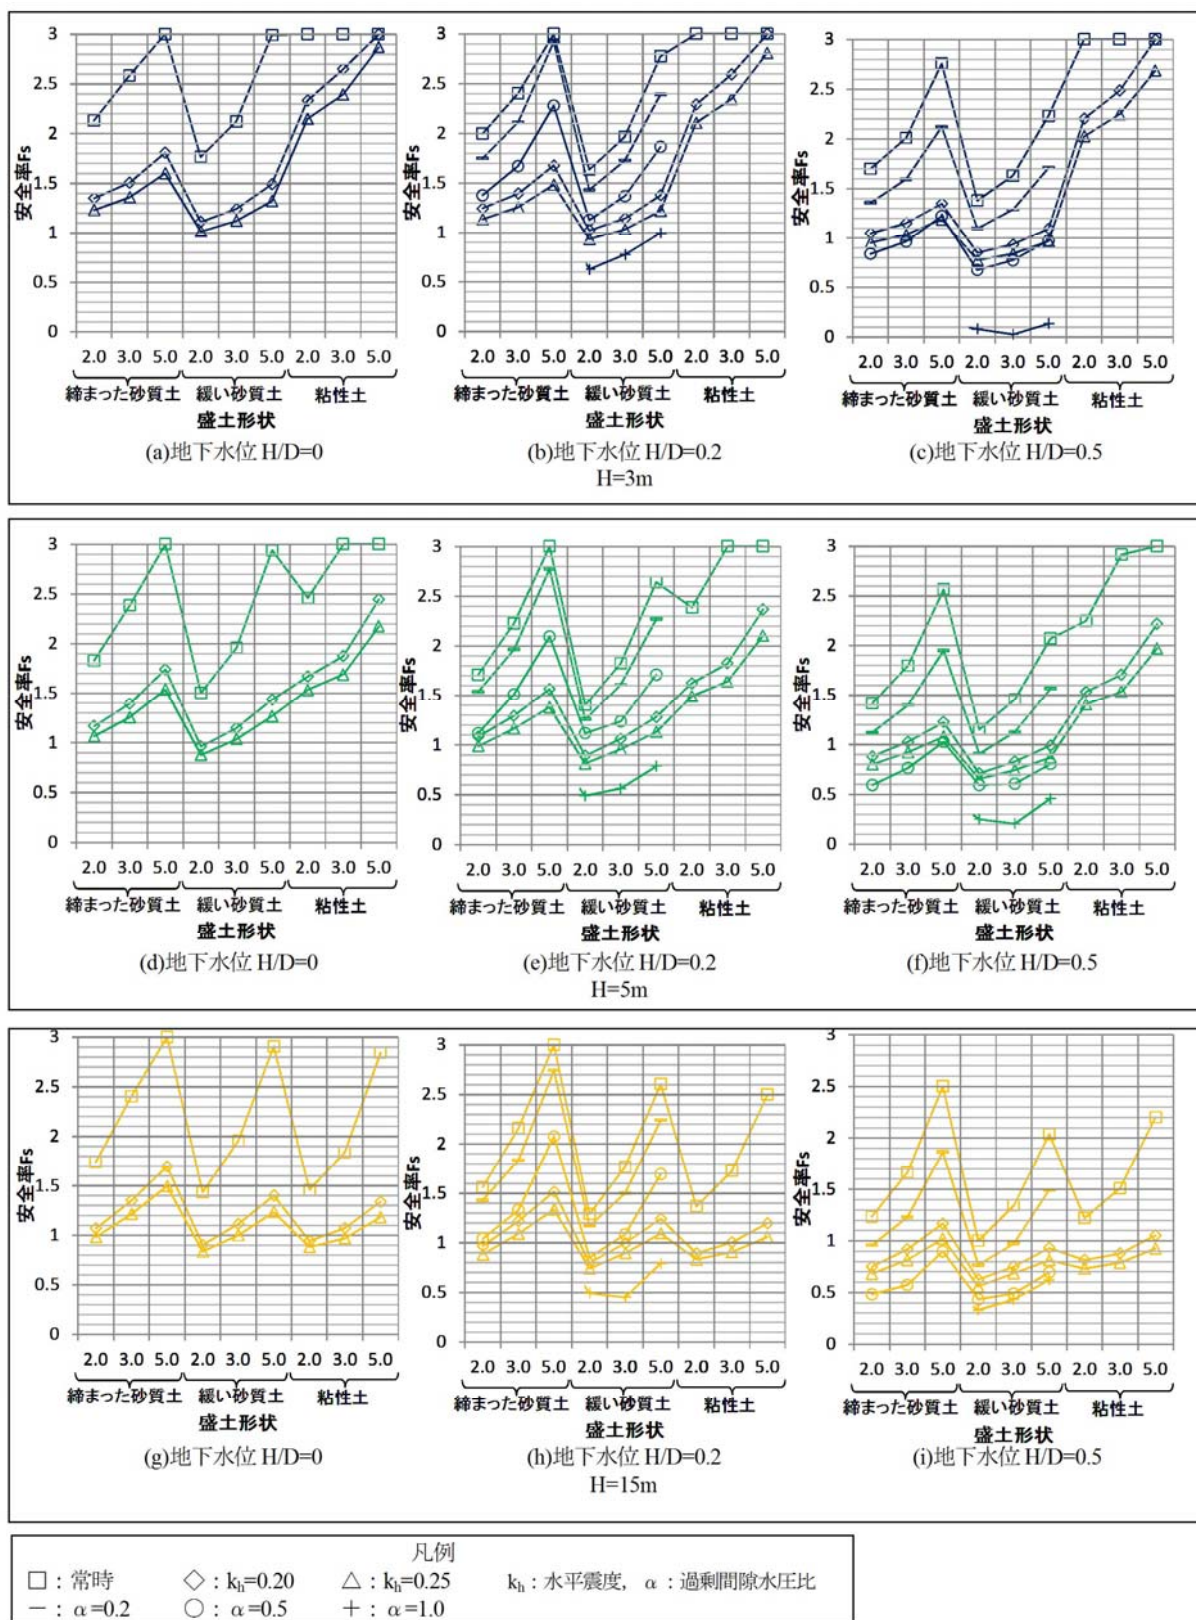 3
2.5
2
1.5
1
0.5
0
安全率Fs
2.0 3.0 5.0 2.0 3.0 5.0 2.0 3.0 5.0
締まった砂質土 緩い砂質土 粘性土
盛土形状
(a)地下水位 H/D=0
3
2.5
2
1.5
1
0.5
0
安全率Fs
2.0 3.0 5.0 2.0 3.0 5.0 2.0 3.0 5.0
締まった砂質土 緩い砂質土 粘性土
盛土形状
(b)地下水位 H/D=0.2
3
2.5
2
1.5
1
0.5
0
安全率Fs
2.0 3.0 5.0 2.0 3.0 5.0 2.0 3.0 5.0
締まった砂質土 緩い砂質土 粘性土
盛土形状
(c)地下水位 H/D=0.5
H=3m
3
2.5
2
1.5
1
0.5
0
安全率Fs
2.0 3.0 5.0 2.0 3.0 5.0 2.0 3.0 5.0
締まった砂質土 緩い砂質土 粘性土
盛土形状
(d)地下水位 H/D=0
3
2.5
2
1.5
1
0.5
0
安全率Fs
2.0 3.0 5.0 2.0 3.0 5.0 2.0 3.0 5.0
締まった砂質土 緩い砂質土 粘性土
盛土形状
(e)地下水位 H/D=0.2
3
2.5
2
1.5
1
0.5
0
安全率Fs
2.0 3.0 5.0 2.0 3.0 5.0 2.0 3.0 5.0
締まった砂質土 緩い砂質土 粘性土
盛土形状
(f)地下水位 H/D=0.5
H=5m
3
2.5
2
1.5
1
0.5
0
安全率Fs
2.0 3.0 5.0 2.0 3.0 5.0 2.0 3.0 5.0
締まった砂質土 緩い砂質土 粘性土
盛土形状
(g)地下水位 H/D=0
3
2.5
2
1.5
1
0.5
0
安全率Fs
2.0 3.0 5.0 2.0 3.0 5.0 2.0 3.0 5.0
締まった砂質土 緩い砂質土 粘性土
盛土形状
(h)地下水位 H/D=0.2
3
2.5
2
1.5
1
0.5
0
安全率Fs
2.0 3.0 5.0 2.0 3.0 5.0 2.0 3.0 5.0
締まった砂質土 緩い砂質土 粘性土
盛土形状
(i)地下水位 H/D=0.5
H=15m
凡例
□：常時 ◇：kh=0.20 △：kh=0.25 kh：水平震度, α：過剰間隙水圧比
－：α=0.2 ○：α=0.5 ＋：α=1.0